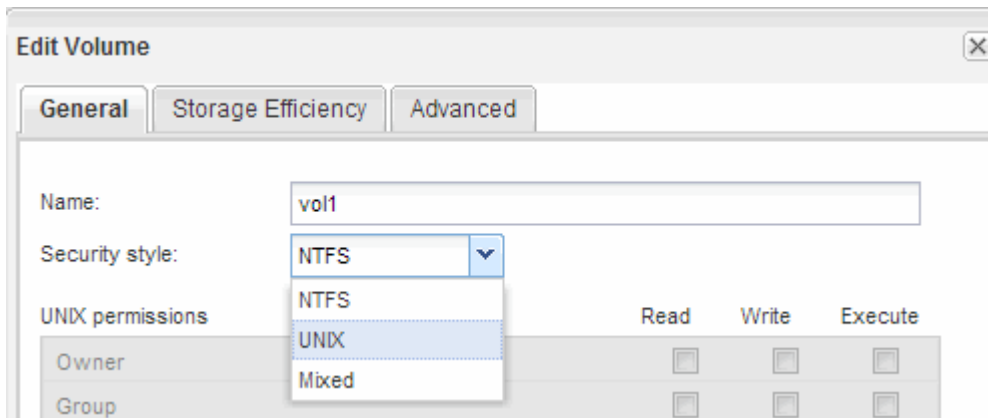 Edit Volume
General Storage Efficiency Advanced
Name: vol1
Security style: NTFS
NTFS
UNIX permissions Read Write Execute
UNIX
Owner
Mixed
Group